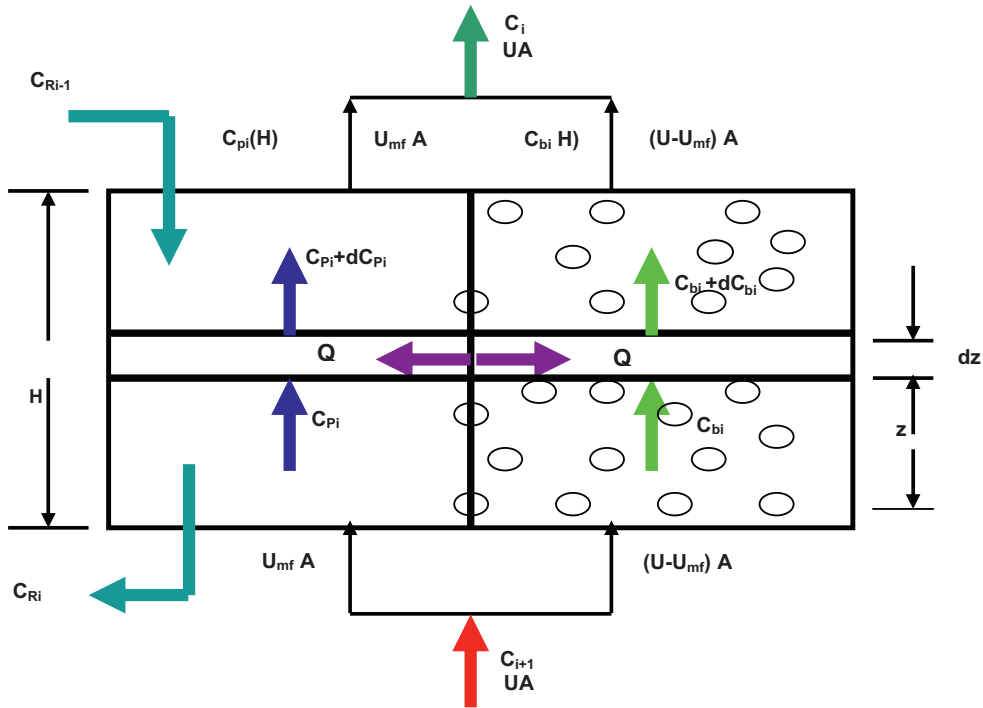 C_i
UA
C_Ri-1
C_pi(H)
U_mf A
C_bi H)
(U-U_mf) A
C_Pi+dC_Pi
C_bi +dC_bi
Q
Q
dz
H
C_Pi
C_bi
z
U_mf A
(U-U_mf) A
C_Ri
C_i+1
UA